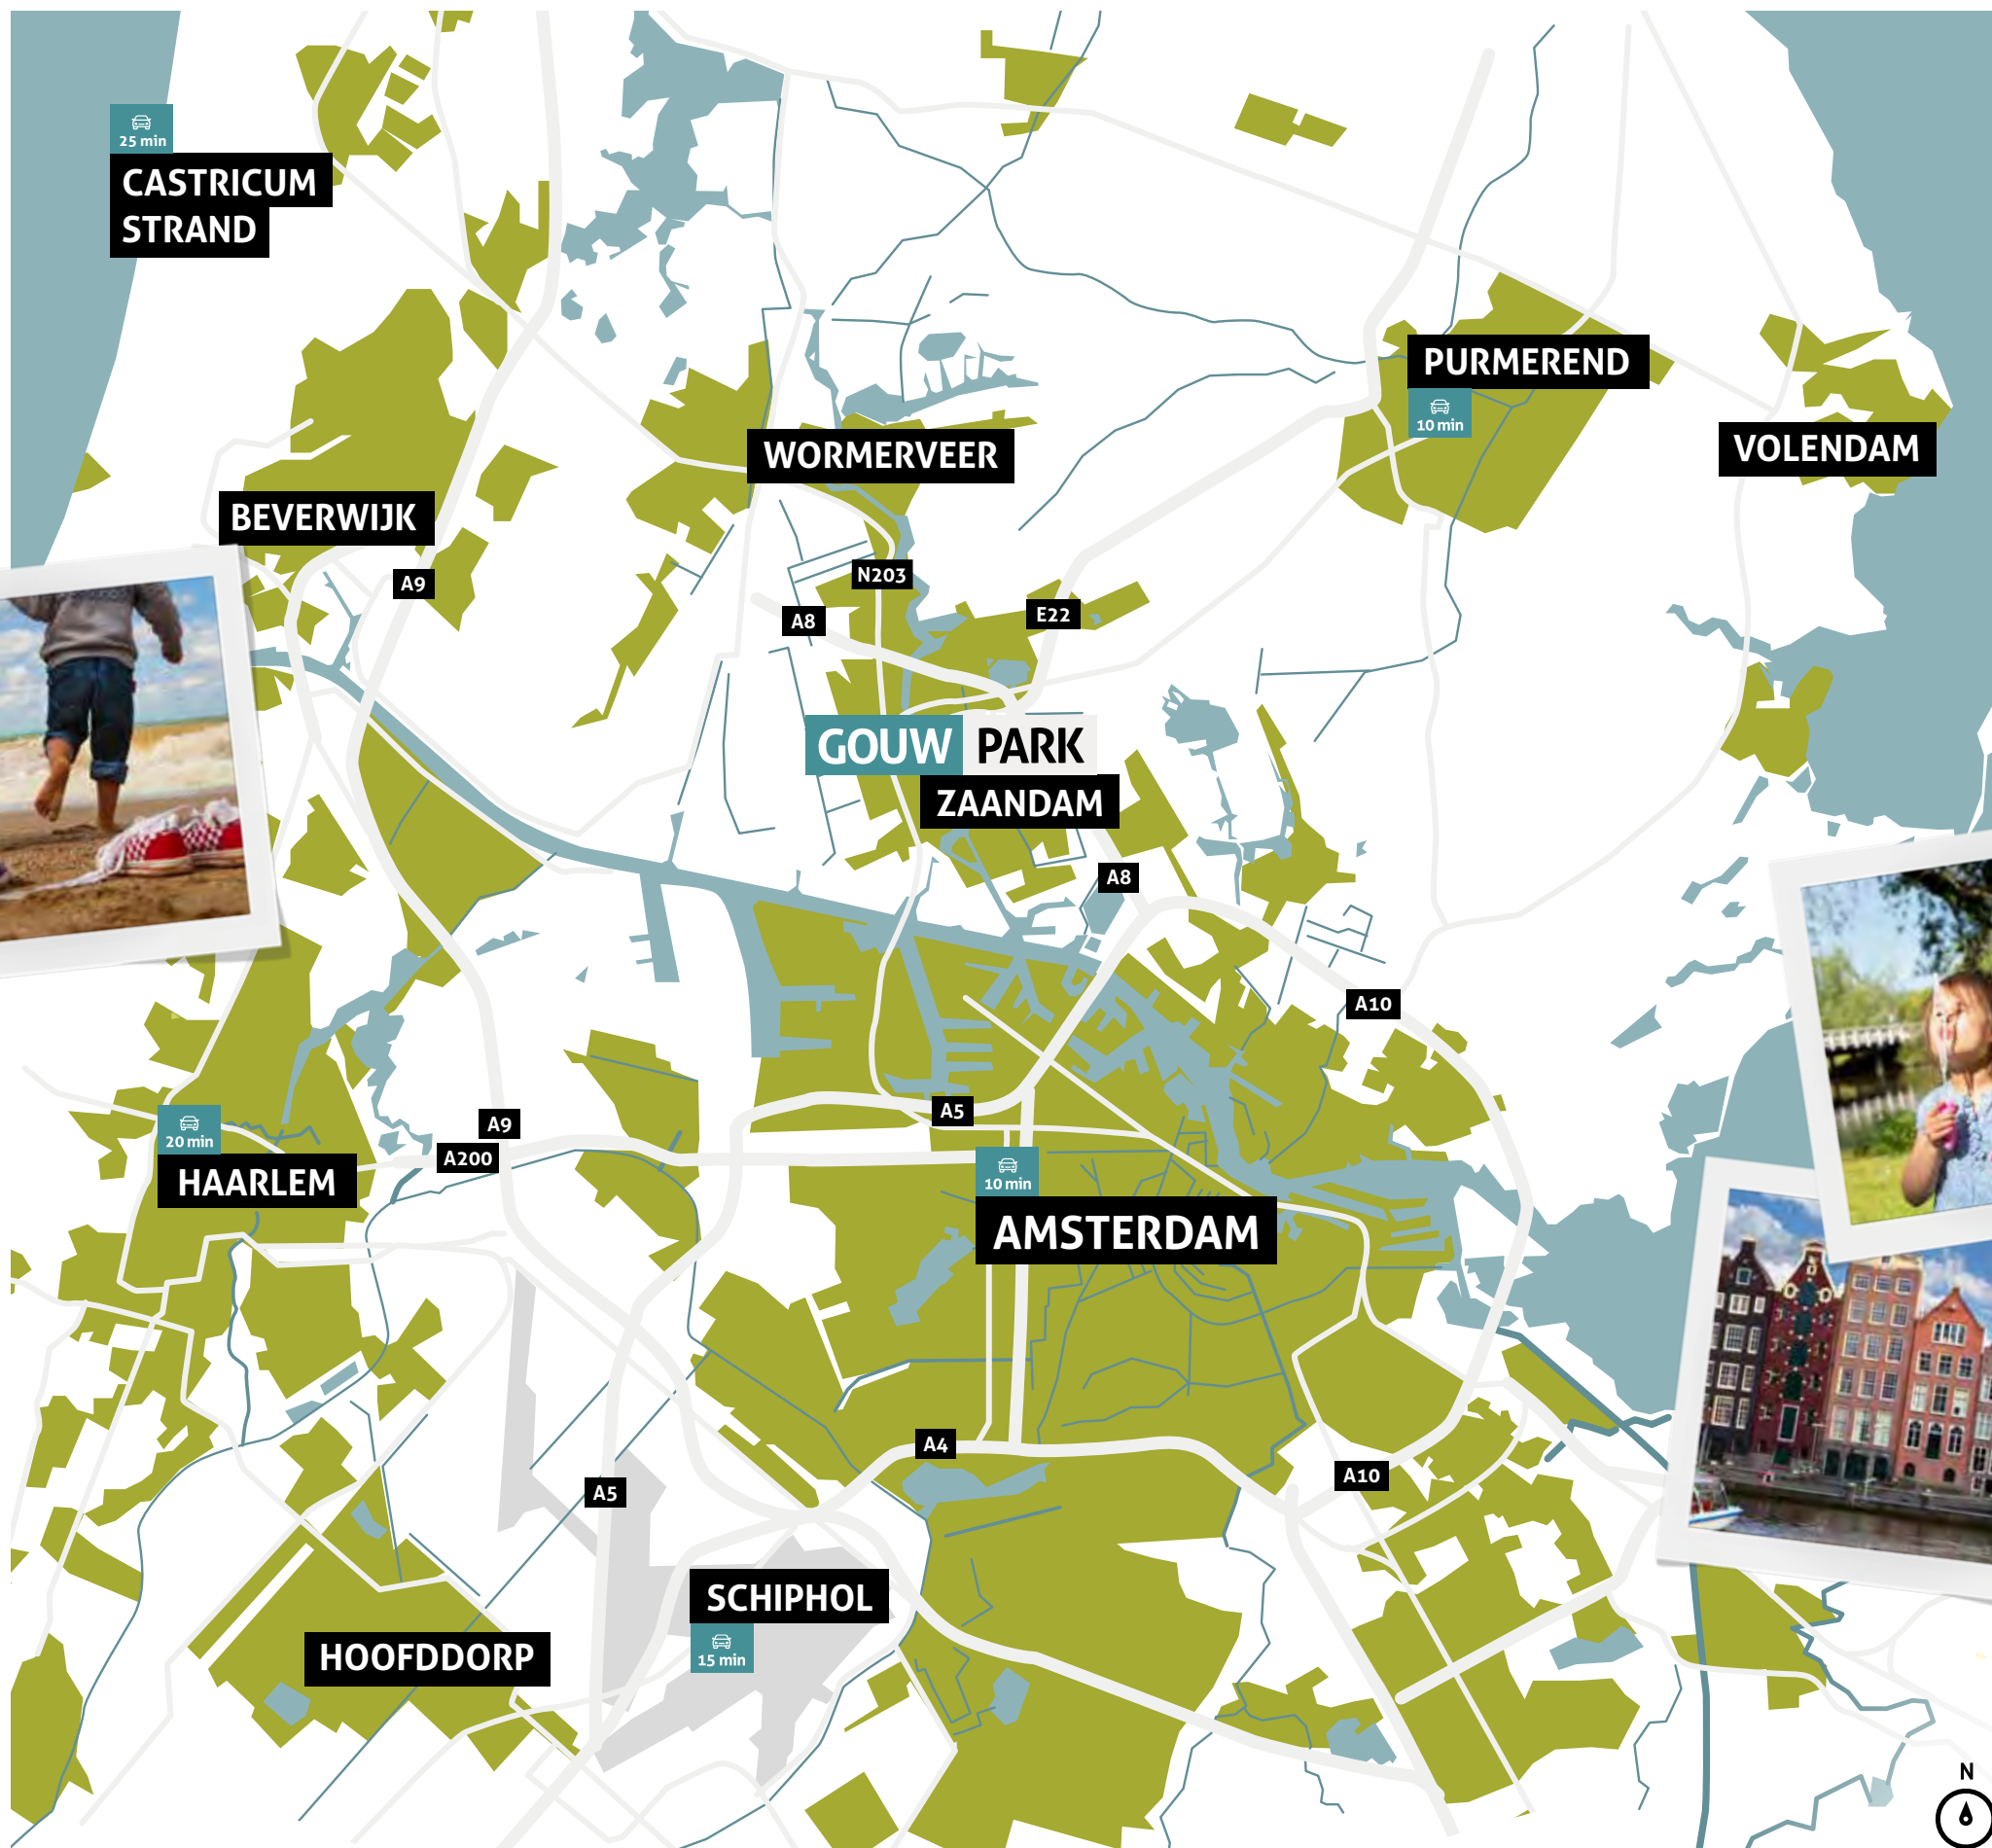 25 min
CASTRICUM
STRAND
PURMEREND
10 min
VOLENDAM
WORMERVEER
BEVERWIJK
A9
N203
A8
E22
GOUW PARK
ZAANDAM
A8
A10
20 min
HAARLEM
A9
A200
A5
10 min
AMSTERDAM
A4
A10
A5
SCHIPHOL
15 min
HOOFDDORP
N